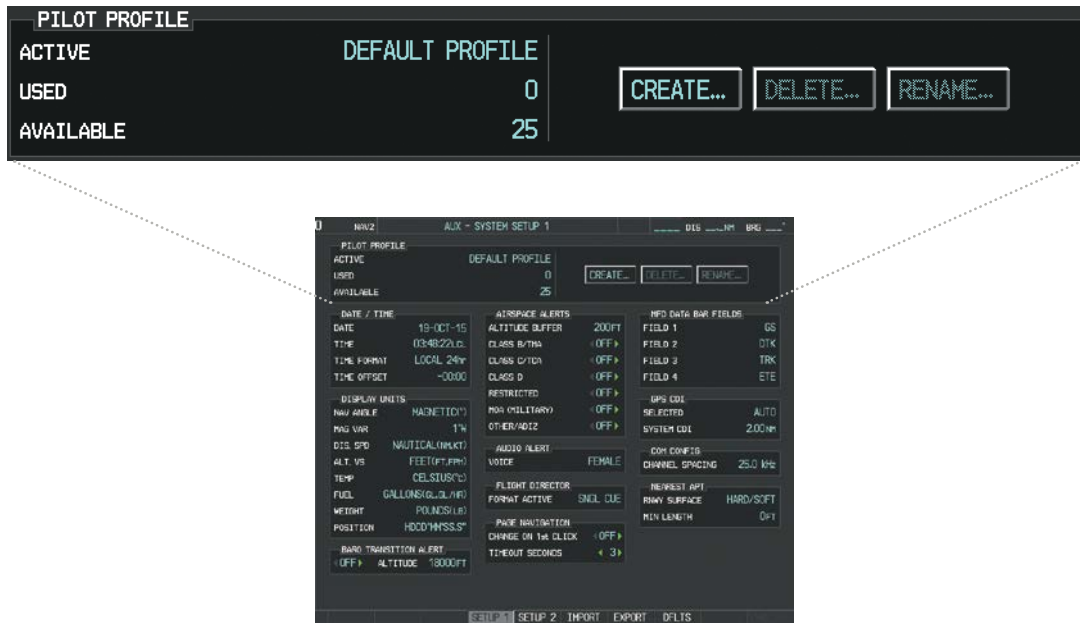 PILOT PROFILE
ACTIVE DEFAULT PROFILE
USED 0
AVAILABLE 25
CREATE… DELETE… RENAME…
NAV2 AUX - SYSTEM SETUP 1 ____ DIS __._NM BRG ___°
PILOT PROFILE
ACTIVE DEFAULT PROFILE
USED 0
AVAILABLE 25
CREATE… DELETE… RENAME…
DATE / TIME
DATE 19-OCT-15
TIME 03:48:22LCL
TIME FORMAT LOCAL 24hr
TIME OFFSET -00:00
DISPLAY UNITS
NAV ANGLE MAGNETIC(°)
MAG VAR 1°W
DIS, SPD NAUTICAL(NM,KT)
ALT, VS FEET(FT,FPM)
TEMP CELSIUS(°C)
FUEL GALLONS(GL,GL/HR)
WEIGHT POUNDS(LB)
POSITION HDDD°MM'SS.S"
BARO TRANSITION ALERT
OFF ALTITUDE 18000FT
AIRSPACE ALERTS
ALTITUDE BUFFER 200FT
CLASS B/TMA OFF
CLASS C/TCA OFF
CLASS D OFF
RESTRICTED OFF
MOA (MILITARY) OFF
OTHER/ADIZ OFF
AUDIO ALERT
VOICE FEMALE
FLIGHT DIRECTOR
FORMAT ACTIVE SNGL CUE
PAGE NAVIGATION
CHANGE ON 1st CLICK OFF
TIMEOUT SECONDS 3
MFD DATA BAR FIELDS
FIELD 1 GS
FIELD 2 DTK
FIELD 3 TRK
FIELD 4 ETE
GPS CDI
SELECTED AUTO
SYSTEM CDI 2.00NM
COM CONFIG
CHANNEL SPACING 25.0 kHz
NEAREST APT
RNWY SURFACE HARD/SOFT
MIN LENGTH 0FT
SETUP 1 SETUP 2 IMPORT EXPORT DFLTS